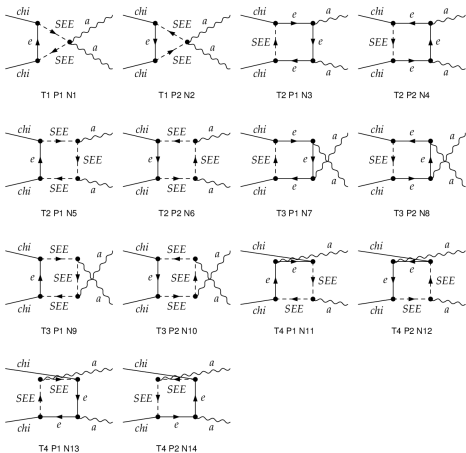 chi SEE a
e
chi SEE a
T1 P1 N1
chi SEE a
e
chi SEE a
T1 P2 N2
chi e a
SEE e
chi e a
T2 P1 N3
chi e a
SEE e
chi e a
T2 P2 N4
chi SEE a
e SEE
chi SEE a
T2 P1 N5
chi SEE a
e SEE
chi SEE a
T2 P2 N6
chi e a
SEE e
chi e a
T3 P1 N7
chi e a
SEE e
chi e a
T3 P2 N8
chi SEE a
e SEE
chi SEE a
T3 P1 N9
chi SEE a
e SEE
chi SEE a
T3 P2 N10
chi e a
e SEE
chi SEE a
T4 P1 N11
chi e a
e SEE
chi SEE a
T4 P2 N12
chi SEE a
SEE e
chi e a
T4 P1 N13
chi SEE a
SEE e
chi e a
T4 P2 N14